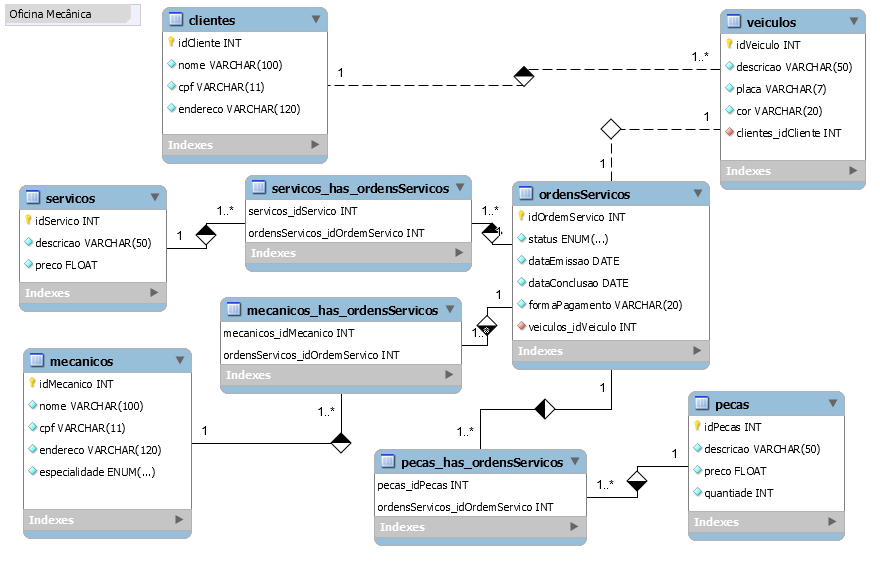 Oficina Mecânica
clientes
idCliente INT
nome VARCHAR(100)
cpf VARCHAR(11)
endereco VARCHAR(120)
Indexes
1
1..*
veiculos
idVeiculo INT
descricao VARCHAR(50)
placa VARCHAR(7)
cor VARCHAR(20)
clientes_idCliente INT
Indexes
1
1
servicos
idServico INT
descricao VARCHAR(50)
preco FLOAT
Indexes
1
1..*
servicos_has_ordensServicos
servicos_idServico INT
ordensServicos_idOrdemServico INT
Indexes
1..*
1
ordensServicos
idOrdemServico INT
status ENUM(...)
dataEmissao DATE
dataConclusao DATE
formaPagamento VARCHAR(20)
veiculos_idVeiculo INT
Indexes
mecanicos_has_ordensServicos
mecanicos_idMecanico INT
ordensServicos_idOrdemServico INT
Indexes
1
1..*
mecanicos
idMecanico INT
nome VARCHAR(100)
cpf VARCHAR(11)
endereco VARCHAR(120)
especialidade ENUM(...)
Indexes
1
1..*
1
1..*
pecas_has_ordensServicos
pecas_idPecas INT
ordensServicos_idOrdemServico INT
Indexes
1..*
1
pecas
idPecas INT
descricao VARCHAR(50)
preco FLOAT
quantiade INT
Indexes